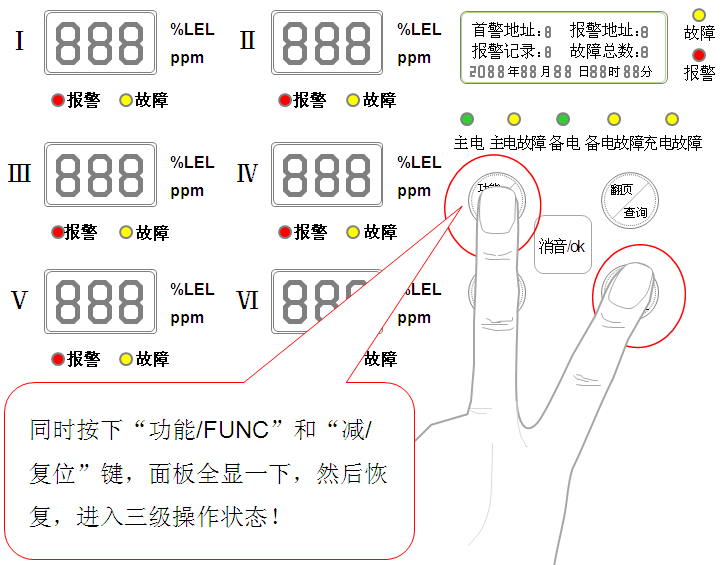 Ⅰ 888 %LEL ppm Ⅱ 888 %LEL ppm
首警地址:8 报警地址:8
报警记录:8 故障总数:8
2088年88月88日88时88分
故障
报警
报警 故障 报警 故障
主电 主电故障 备电 备电故障 充电故障
Ⅲ 888 %LEL ppm Ⅳ 888 %LEL ppm
功能
翻页
查询
消音/ok
报警 故障 报警 故障
Ⅴ 888 %LEL ppm Ⅵ 888 %LEL ppm
报警 故障 故障
同时按下“功能/FUNC”和“减/
复位”键，面板全显一下，然后恢
复，进入三级操作状态！